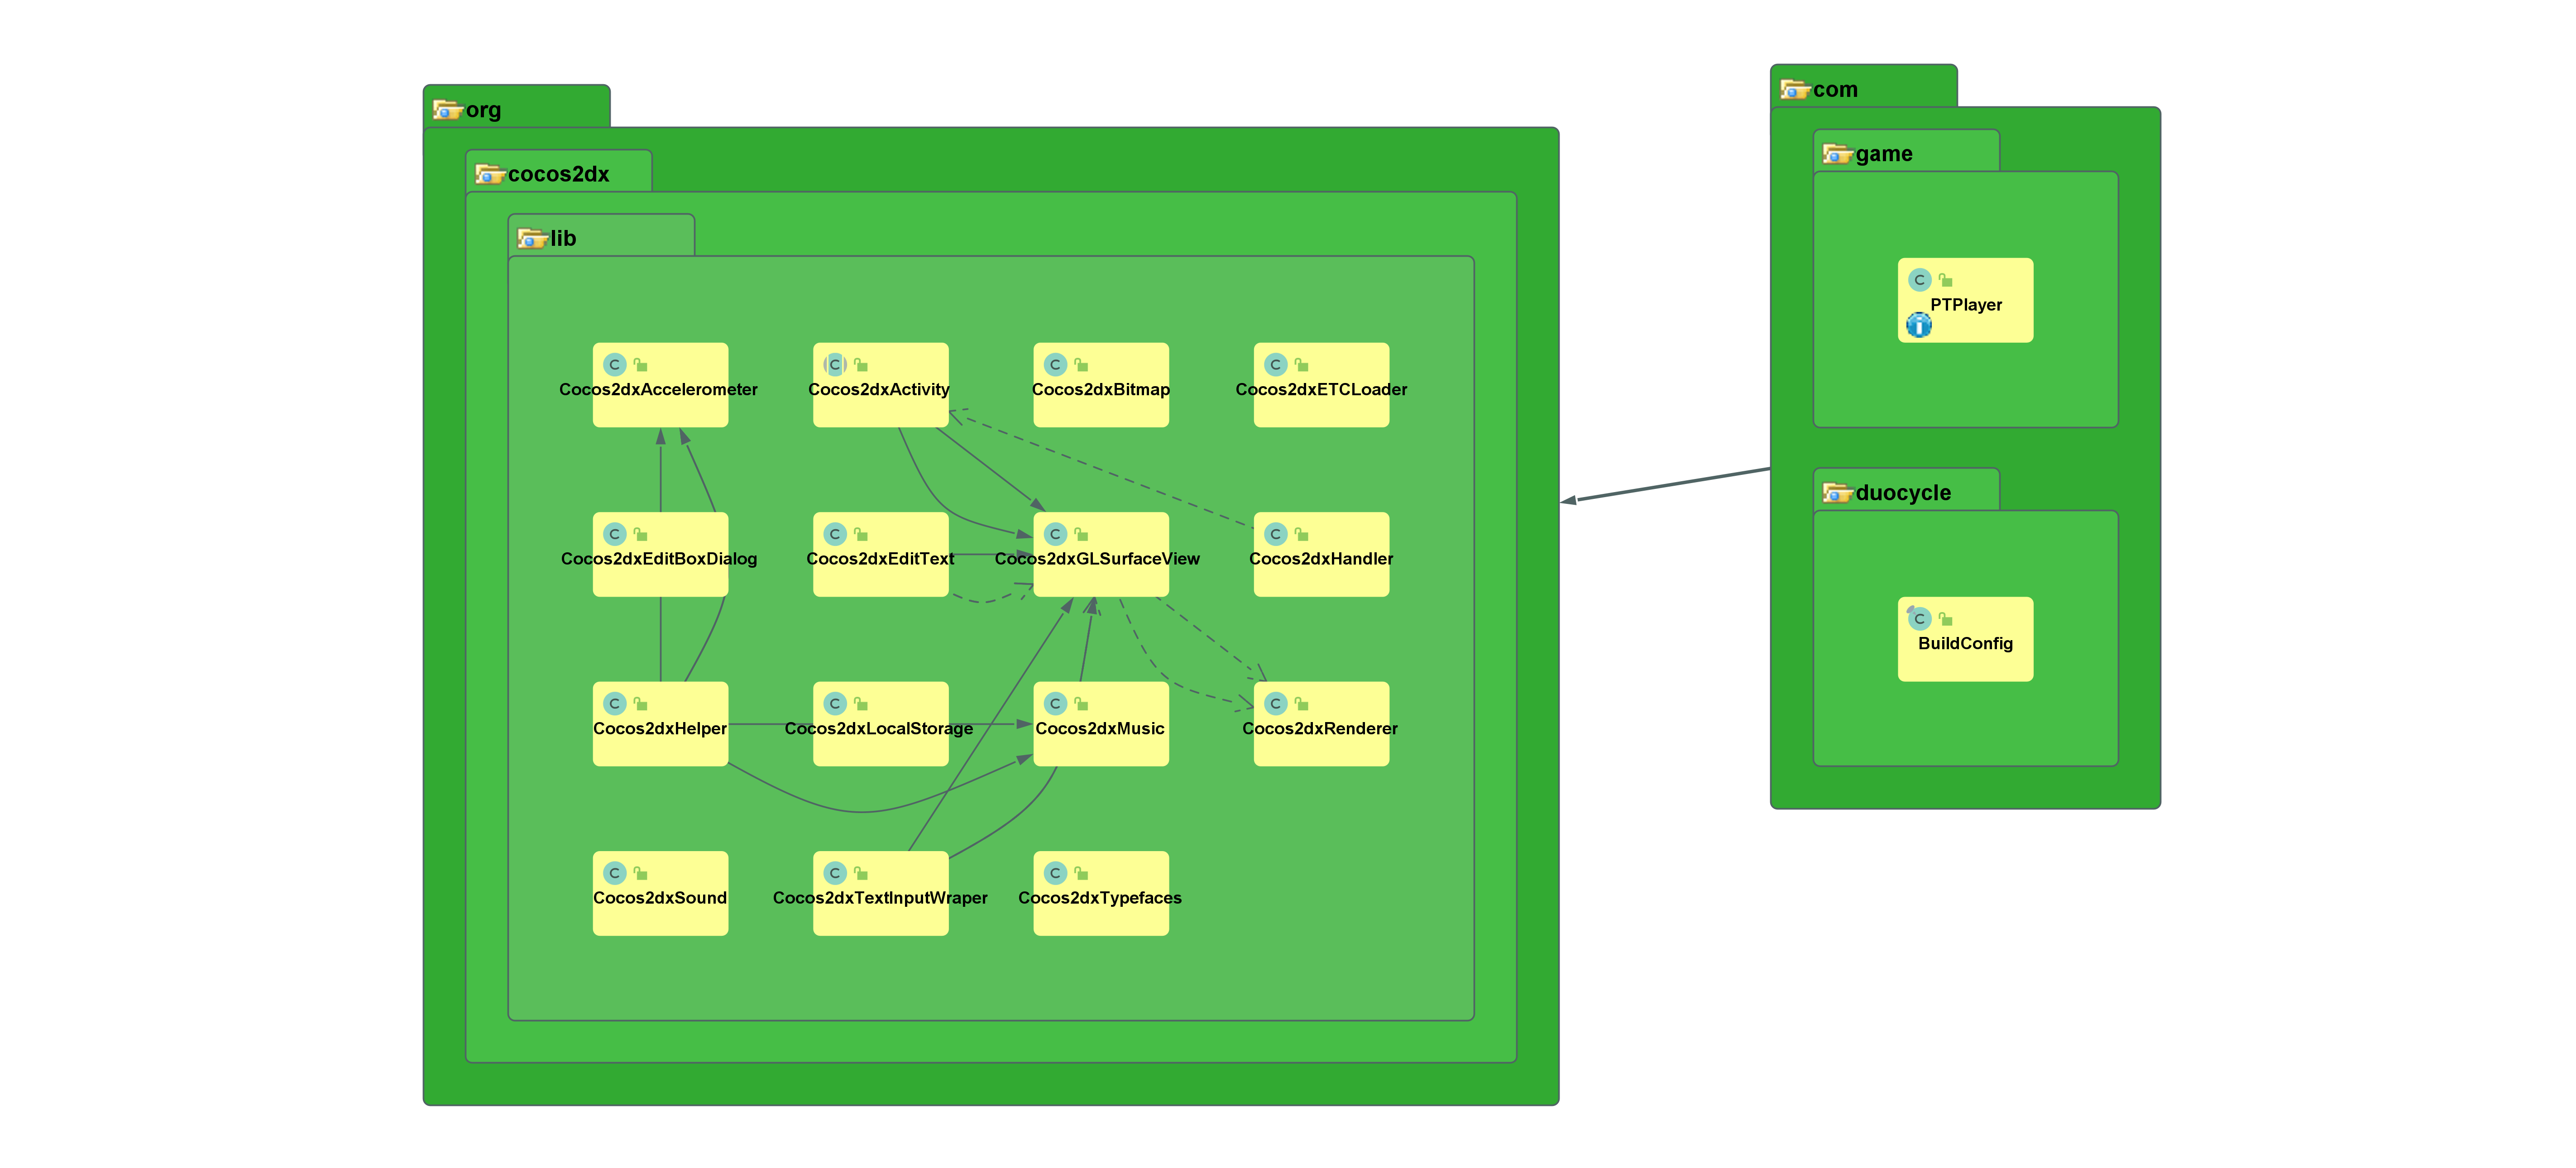 org
cocos2dx
lib
Cocos2dxAccelerometer
Cocos2dxActivity
Cocos2dxBitmap
Cocos2dxETCLoader
Cocos2dxEditBoxDialog
Cocos2dxEditText
Cocos2dxGLSurfaceView
Cocos2dxHandler
Cocos2dxHelper
Cocos2dxLocalStorage
Cocos2dxMusic
Cocos2dxRenderer
Cocos2dxSound
Cocos2dxTextInputWraper
Cocos2dxTypefaces
com
game
PTPlayer
duocycle
BuildConfig